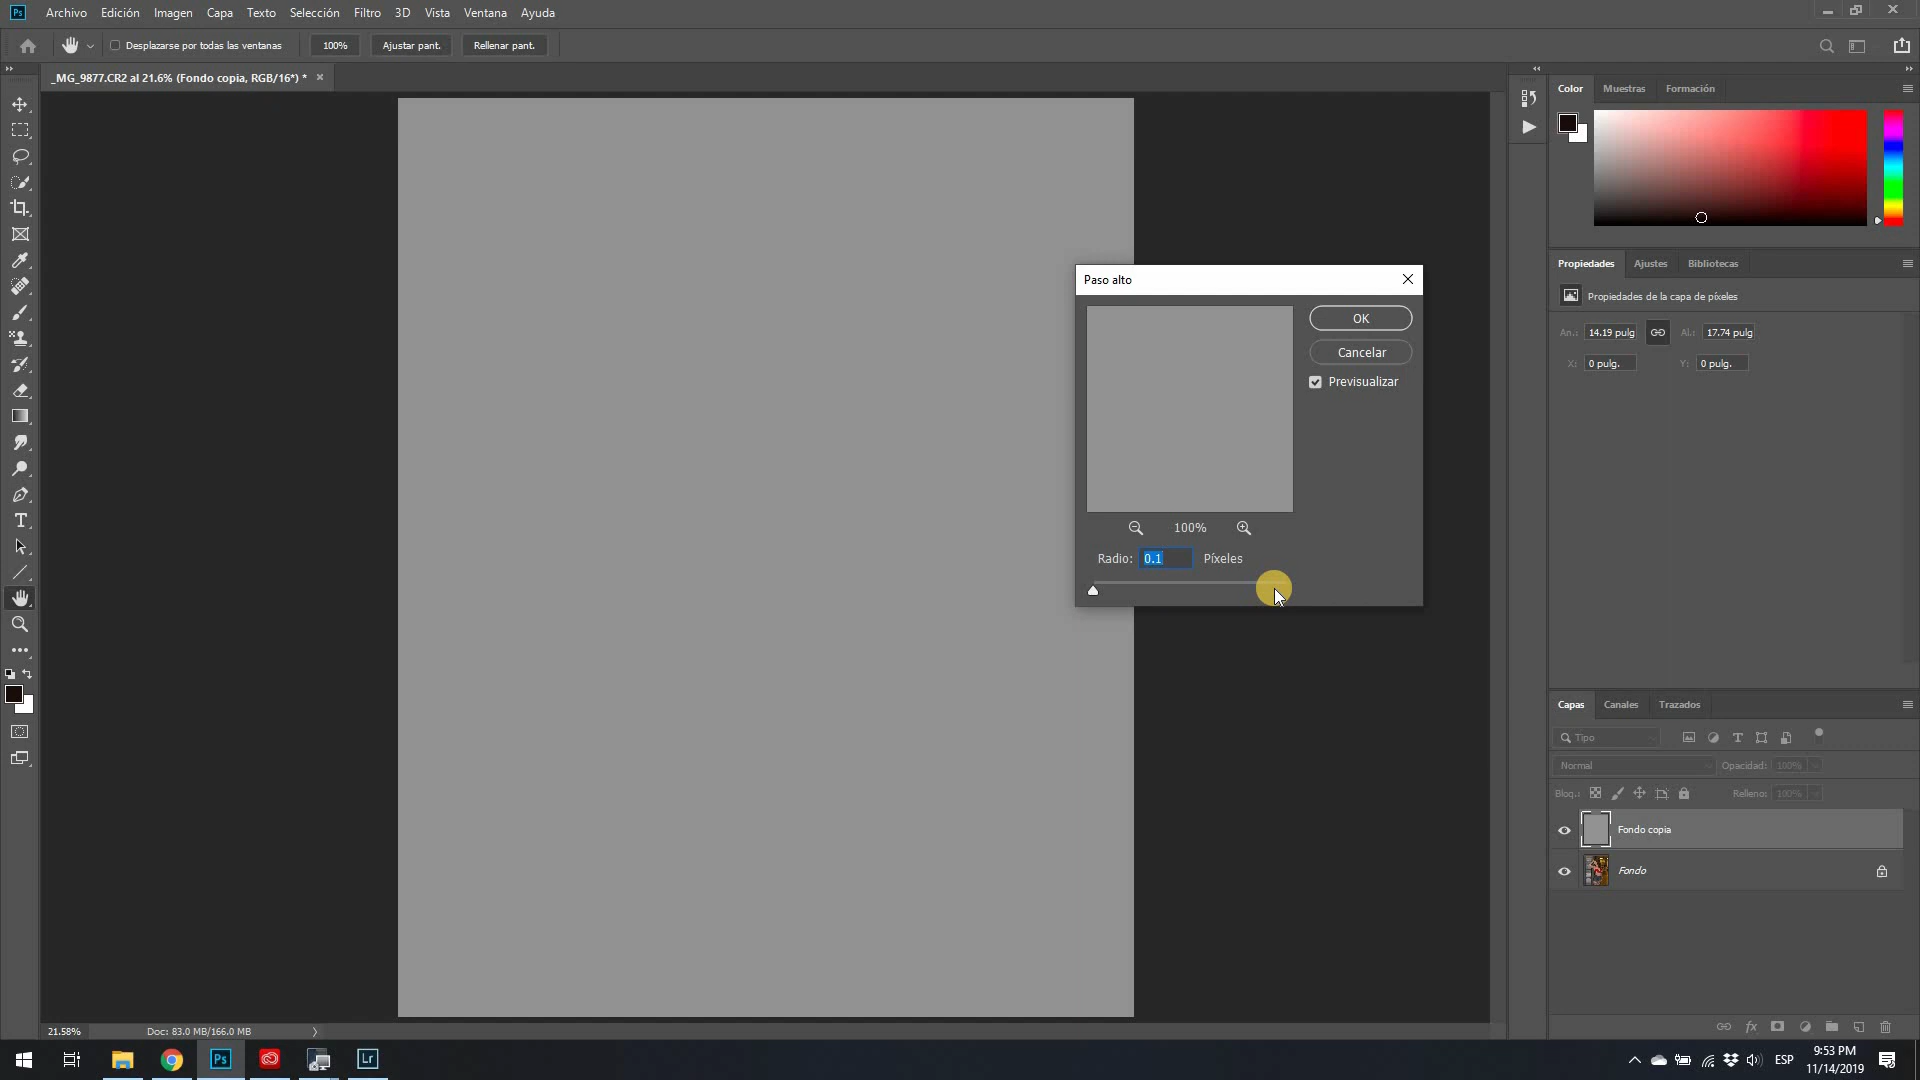 Ps Archivo Edición Imagen Capa Texto Selección Filtro 3D Vista Ventana Ayuda
Desplazarse por todas las ventanas 100% Ajustar pant. Rellenar pant.
_MG_9877.CR2 al 21.6% (Fondo copia, RGB/16*) *
Color Muestras Formación
Propiedades Ajustes Bibliotecas
Propiedades de la capa de píxeles
An.: 14.19 pulg Al.: 17.74 pulg
X: 0 pulg. Y: 0 pulg.
Paso alto
OK
Cancelar
Previsualizar
100%
Radio: 0.1 Píxeles
Capas Canales Trazados
Tipo
Normal Opacidad: 100%
Bloq.: Relleno: 100%
Fondo copia
Fondo
21.58% Doc: 83.0 MB/166.0 MB
Ps Lr ESP 9:53 PM
11/14/2019